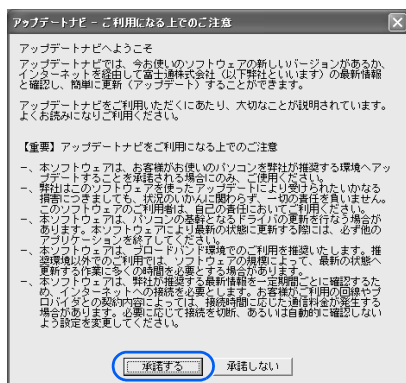 アップデートナビ - ご利用になる上でのご注意
アップデートナビへようこそ
アップデートナビでは、今お使いのソフトウェアの新しいバージョンがあるか、
インターネットを経由して富士通株式会社（以下弊社といいます）の最新情報
と確認し、簡単に更新（アップデート）することができます。
アップデートナビをご利用いただくにあたり、大切なことが説明されています。
よくお読みになりご利用ください。
【重要】アップデートナビをご利用になる上でのご注意
一、本ソフトウェアは、お客様がお使いのパソコンを弊社が推奨する環境へアッ
プデートすることを承諾される場合にのみ、ご使用ください。
一、弊社はこのソフトウェアを使ったアップデートにより受けられたいかなる
損害につきましても、状況のいかんに関わらず、一切の責任を負いません。
このソフトウェアのご利用者は、自己の責任においてご利用ください。
一、本ソフトウェアは、パソコンの基幹となるドライバの更新を行なう場合が
あります。本ソフトウェアにより最新の状態に更新する際には、必ず他の
アプリケーションを終了してください。
一、本ソフトウェアは、ブロードバンド環境でのご利用を推奨いたします。推
奨環境以外でのご利用では、ソフトウェアの規模によって、最新の状態へ
更新する作業に多くの時間を必要とする場合があります。
一、本ソフトウェアは、弊社が推奨する最新情報を一定期間ごとに確認するた
め、インターネットへの接続を必要とします。お客様がご利用の回線やプ
ロバイダとの契約内容によっては、接続時間に応じた通信料金が発生する
場合があります。必要に応じて接続を切断、あるいは自動的に確認しない
よう設定を変更してください。
承諾する
承諾しない